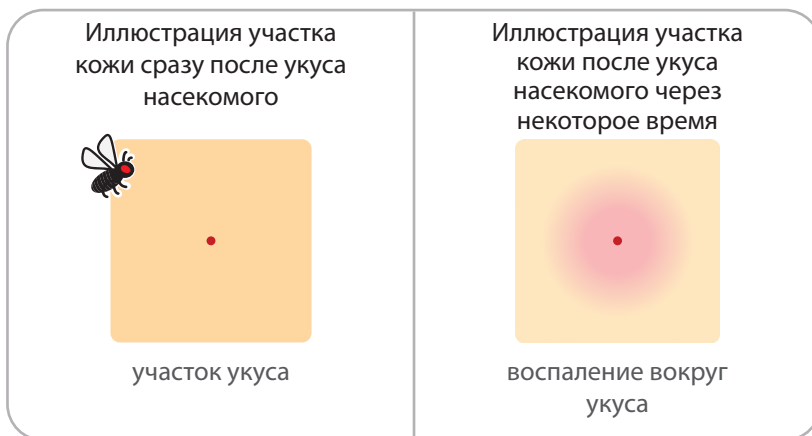 Иллюстрация участка
кожи сразу после укуса
насекомого
участок укуса
Иллюстрация участка
кожи после укуса
насекомого через
некоторое время
воспаление вокруг
укуса